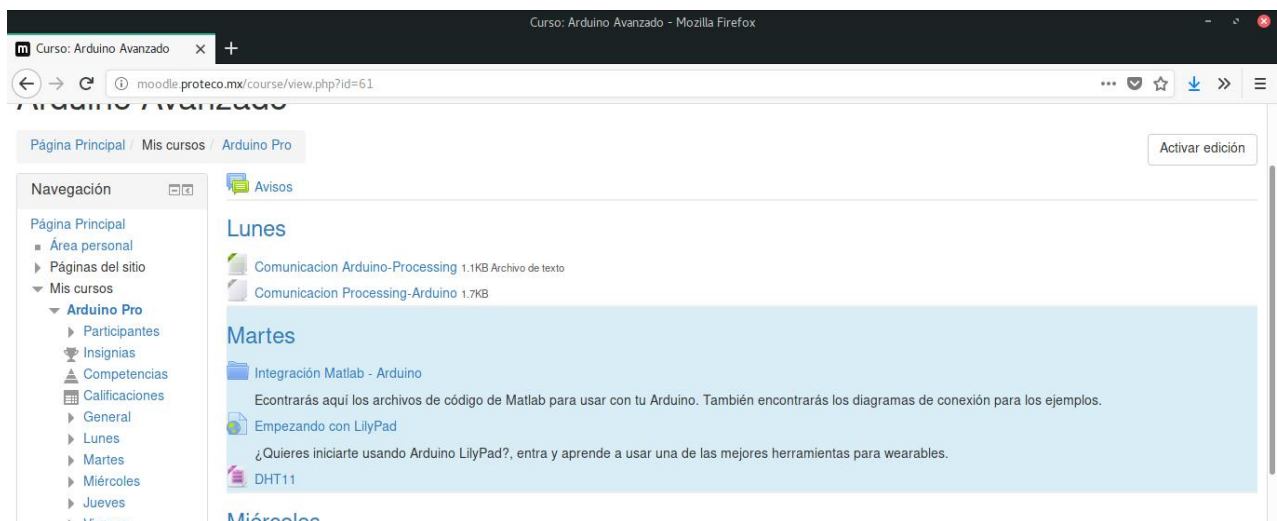 Curso: Arduino Avanzado - Mozilla Firefox
Curso: Arduino Avanzado
moodle.proteco.mx/course/view.php?id=61
Arduino Avanzado
Página Principal / Mis cursos / Arduino Pro
Activar edición
Navegación
Página Principal
Área personal
Páginas del sitio
Mis cursos
Arduino Pro
Participantes
Insignias
Competencias
Calificaciones
General
Lunes
Martes
Miércoles
Jueves
Avisos
Lunes
Comunicacion Arduino-Processing 1.1KB Archivo de texto
Comunicacion Processing-Arduino 1.7KB
Martes
Integración Matlab - Arduino
Econtrarás aquí los archivos de código de Matlab para usar con tu Arduino. También encontrarás los diagramas de conexión para los ejemplos.
Empezando con LilyPad
¿Quieres iniciarte usando Arduino LilyPad?, entra y aprende a usar una de las mejores herramientas para wearables.
DHT11
Miércoles